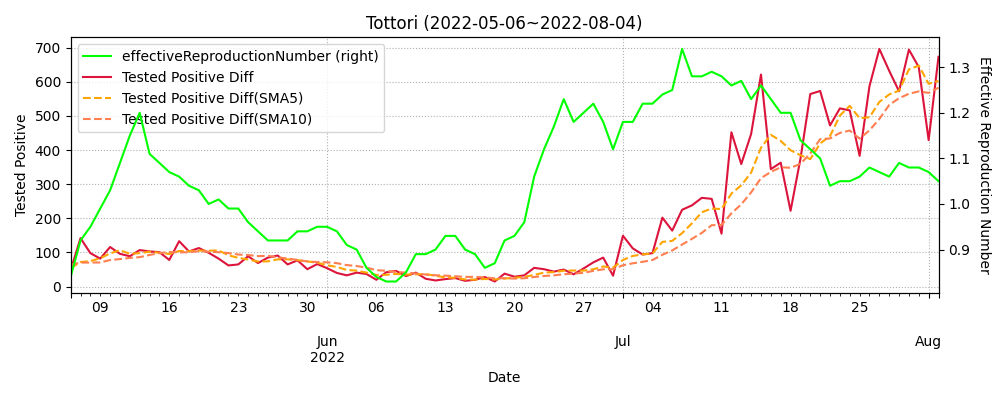 Tottori (2022-05-06~2022-08-04)
effectiveReproductionNumber (right)
Tested Positive Diff
Tested Positive Diff(SMA5)
Tested Positive Diff(SMA10)
Tested Positive
700
600
500
400
300
200
100
0
1.3
1.2
1.1
1.0
0.9
Effective Reproduction Number
09 16 23 30 06 13 20 27 04 11 18 25
Jun Jul Aug
2022
Date